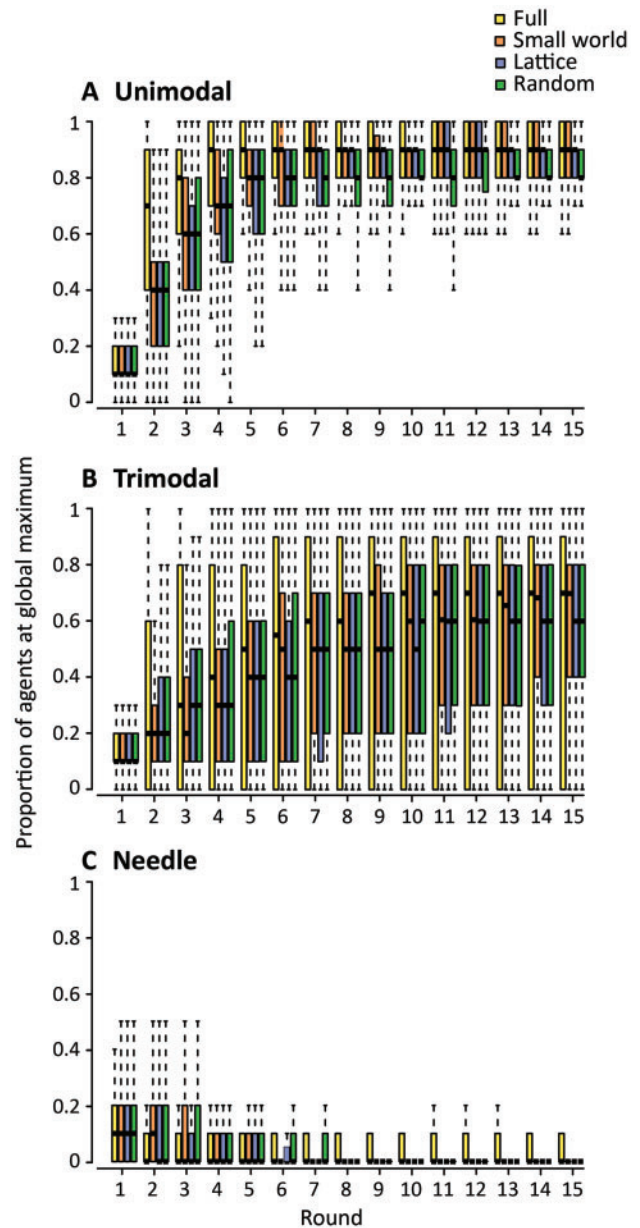 Full
Small world
Lattice
Random
A Unimodal
1
0.8
0.6
0.4
0.2
0
1 2 3 4 5 6 7 8 9 10 11 12 13 14 15
B Trimodal
1
0.8
0.6
0.4
0.2
0
1 2 3 4 5 6 7 8 9 10 11 12 13 14 15
Proportion of agents at global maximum
C Needle
1
0.8
0.6
0.4
0.2
0
1 2 3 4 5 6 7 8 9 10 11 12 13 14 15
Round